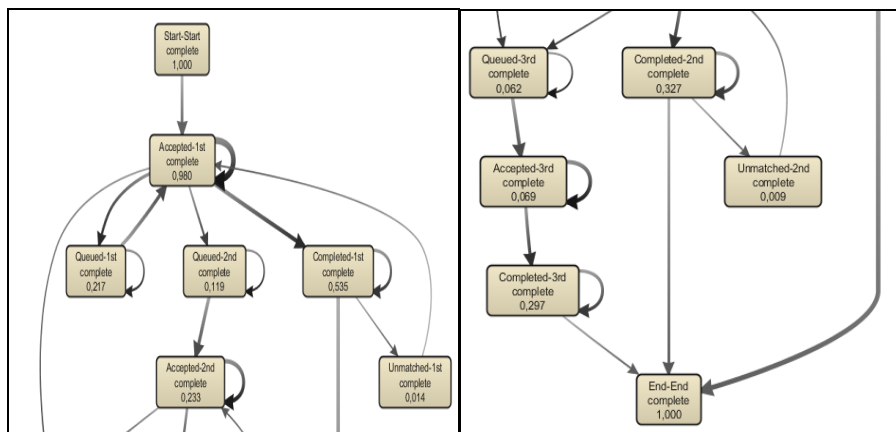 Start-Start
complete
1,000
Accepted-1st
complete
0,980
Queued-1st
complete
0,217
Queued-2nd
complete
0,119
Completed-1st
complete
0,535
Accepted-2nd
complete
0,233
Unmatched-1st
complete
0,014
Queued-3rd
complete
0,062
Completed-2nd
complete
0,327
Accepted-3rd
complete
0,069
Unmatched-2nd
complete
0,009
Completed-3rd
complete
0,297
End-End
complete
1,000